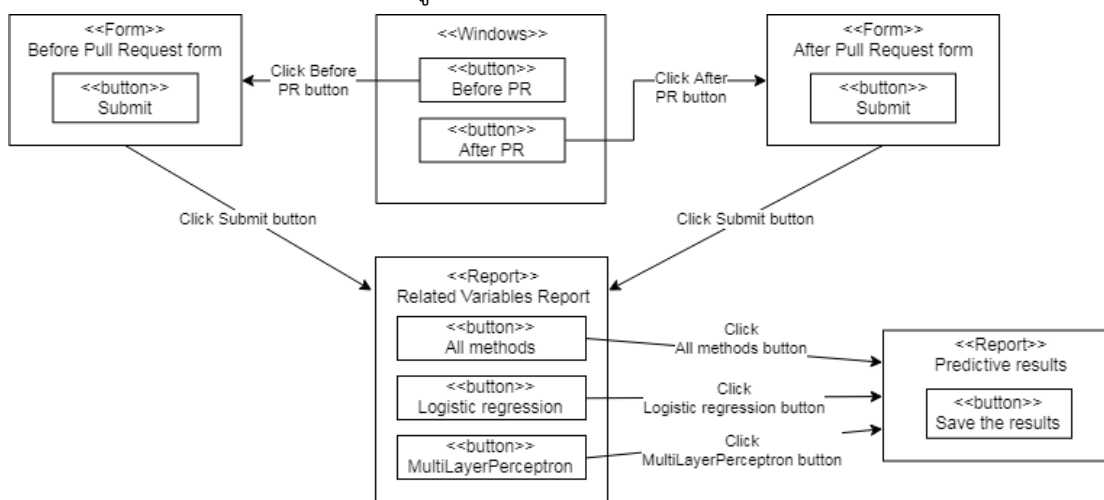 <<Form>>
Before Pull Request form
<<button>>
Submit
<<Windows>>
<<button>>
Before PR
<<button>>
After PR
<<Form>>
After Pull Request form
<<button>>
Submit
Click Before
PR button
Click After
PR button
Click Submit button
Click Submit button
<<Report>>
Related Variables Report
<<button>>
All methods
<<button>>
Logistic regression
<<button>>
MultiLayerPerceptron
Click
All methods button
Click
Logistic regression button
Click
MultiLayerPerceptron button
<<Report>>
Predictive results
<<button>>
Save the results